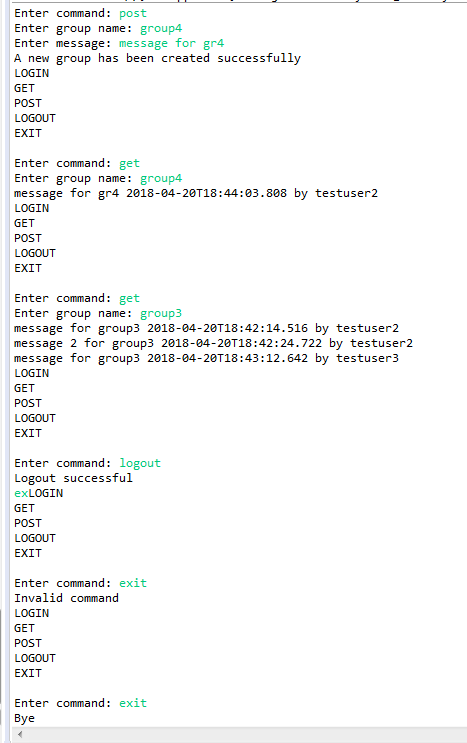 Enter command: post
Enter group name: group4
Enter message: message for gr4
A new group has been created successfully
LOGIN
GET
POST
LOGOUT
EXIT
Enter command: get
Enter group name: group4
message for gr4 2018-04-20T18:44:03.808 by testuser2
LOGIN
GET
POST
LOGOUT
EXIT
Enter command: get
Enter group name: group3
message for group3 2018-04-20T18:42:14.516 by testuser2
message 2 for group3 2018-04-20T18:42:24.722 by testuser2
message for group3 2018-04-20T18:43:12.642 by testuser3
LOGIN
GET
POST
LOGOUT
EXIT
Enter command: logout
Logout successful
exLOGIN
GET
POST
LOGOUT
EXIT
Enter command: exit
Invalid command
LOGIN
GET
POST
LOGOUT
EXIT
Enter command: exit
Bye